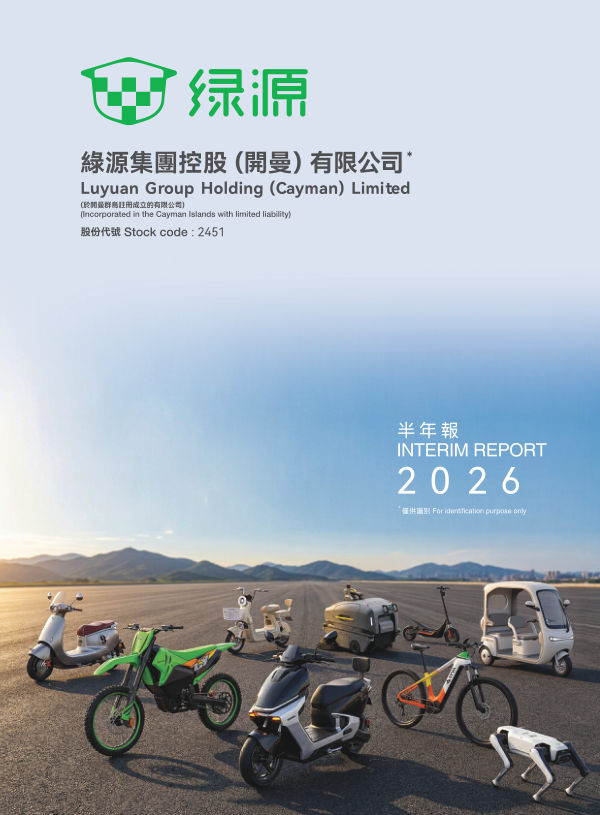 绿源
綠源集團控股（開曼）有限公司*
Luyuan Group Holding (Cayman) Limited
(於開曼群島註冊成立的有限公司)
(Incorporated in the Cayman Islands with limited liability)
股份代號 Stock code : 2451
半年報
INTERIM REPORT
2026
* 僅供識別 For identification purpose only